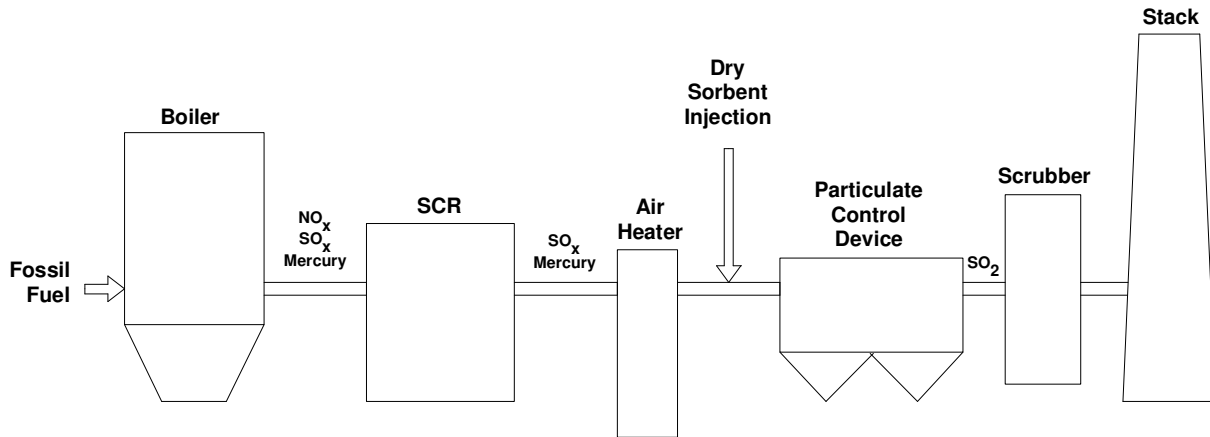 Stack
Dry
Sorbent
Injection
Boiler
Scrubber
Particulate
Control
Device
SCR
Air
Heater
NOx
SOx
Mercury
SOx
Mercury
SO2
Fossil
Fuel